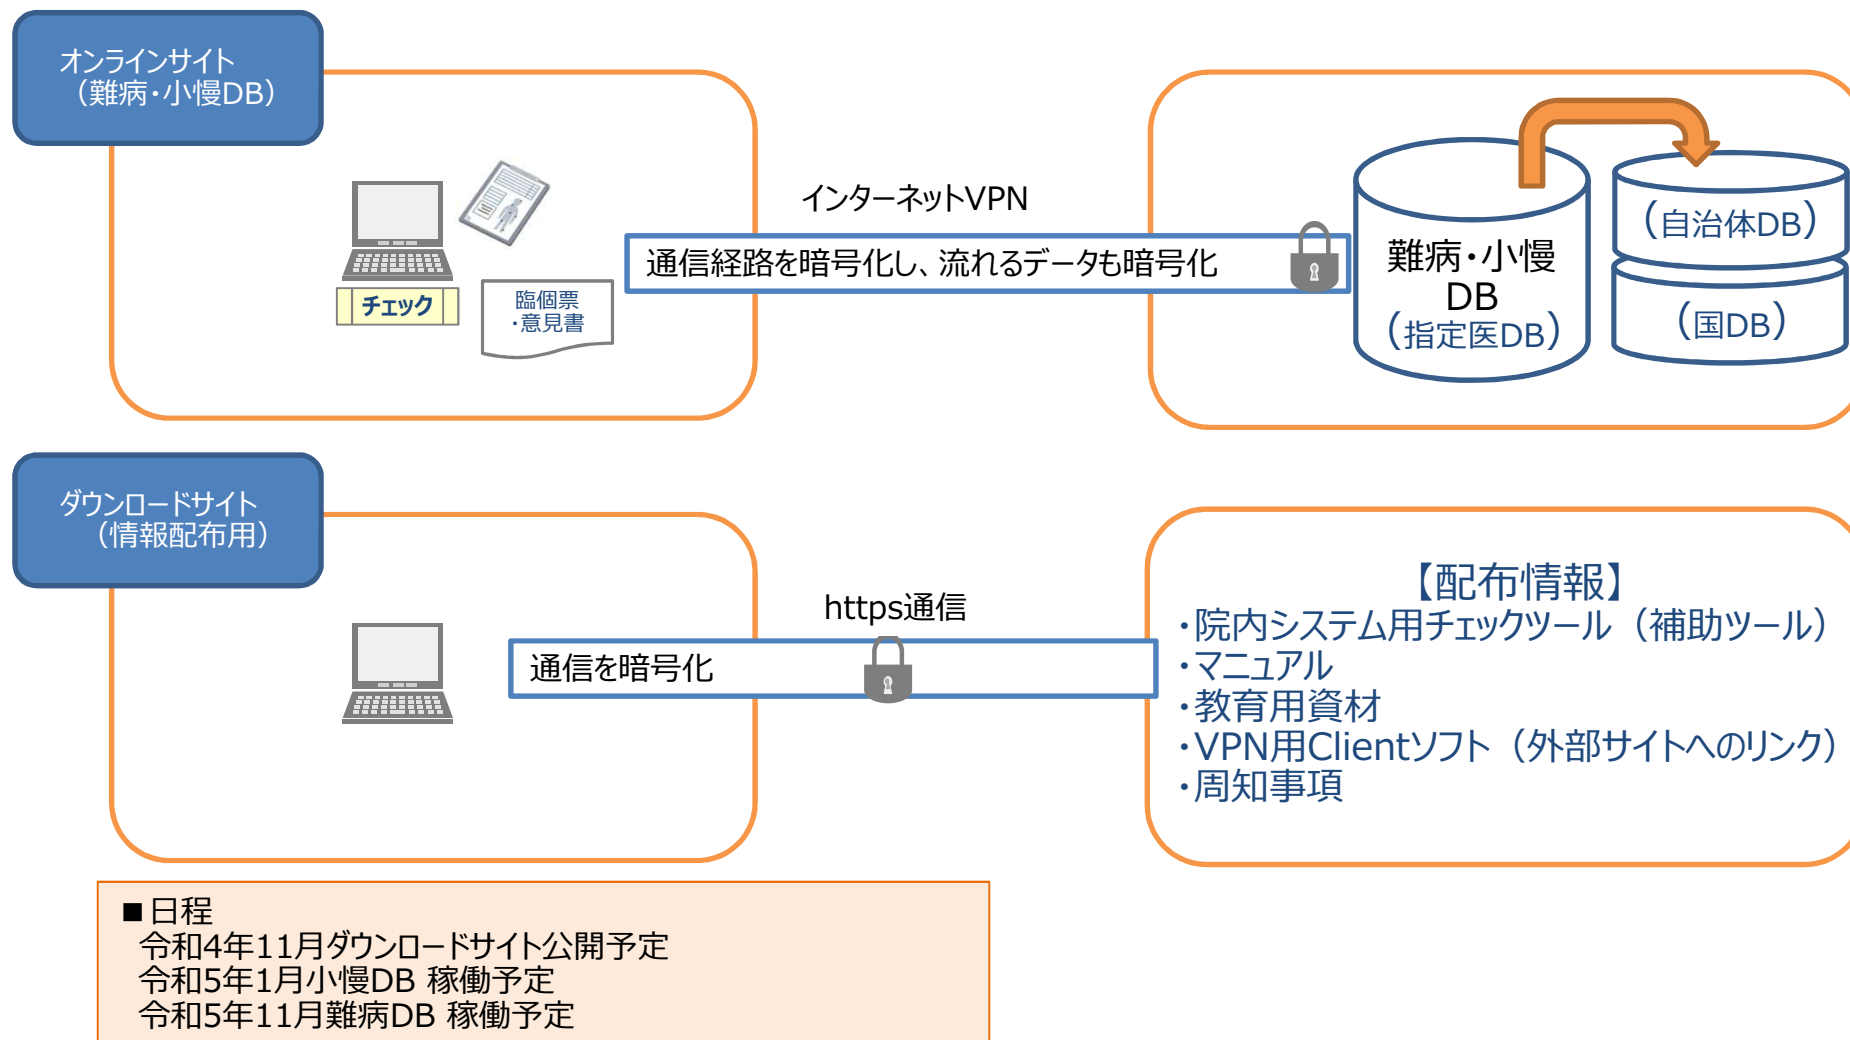 オンラインサイト
（難病・小慢DB）
チェック
臨個票
・意見書
インターネットVPN
通信経路を暗号化し、流れるデータも暗号化
難病・小慢
DB
（指定医DB）
（自治体DB）
（国DB）
ダウンロードサイト
（情報配布用）
https通信
通信を暗号化
【配布情報】
・院内システム用チェックツール（補助ツール）
・マニュアル
・教育用資材
・VPN用Clientソフト（外部サイトへのリンク）
・周知事項
■日程
令和4年11月ダウンロードサイト公開予定
令和5年1月小慢DB 稼働予定
令和5年11月難病DB 稼働予定